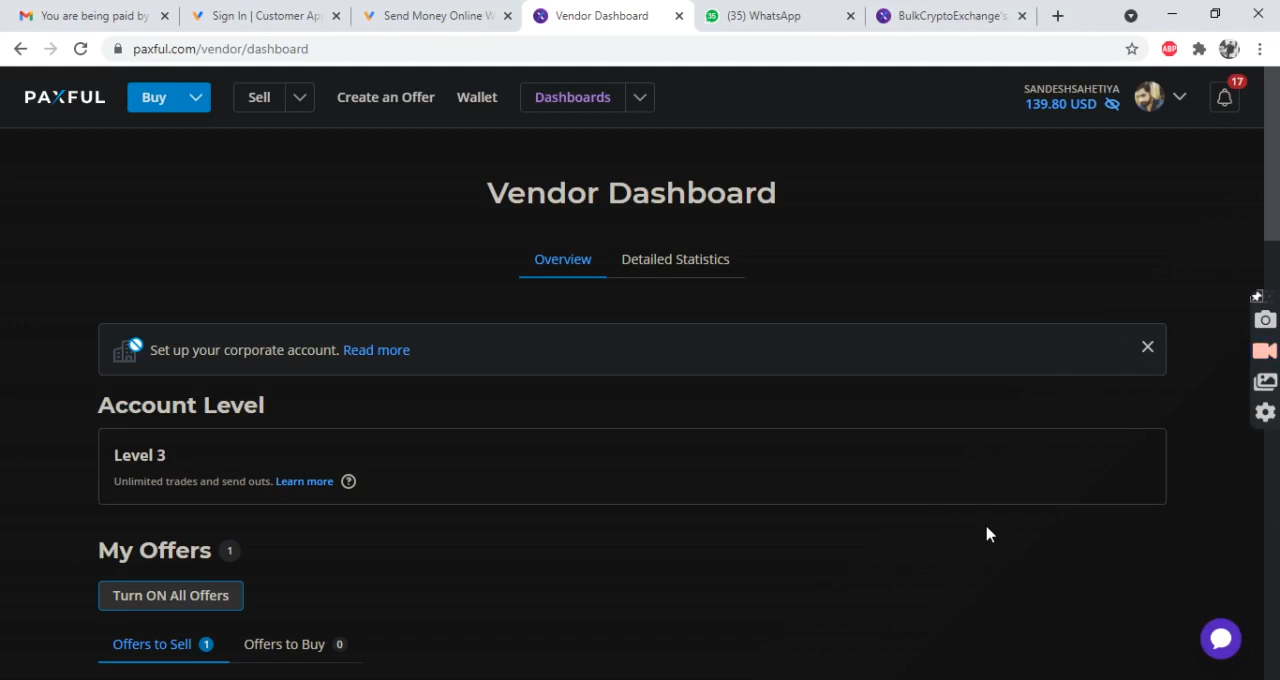 You are being paid by
Sign In | Customer Ap
Send Money Online W
Vendor Dashboard
(35) WhatsApp
BulkCryptoExchange's
paxful.com/vendor/dashboard
ABP
PAXFUL
Buy
Sell
Create an Offer
Wallet
Dashboards
SANDESHSAHETIYA
139.80 USD
17
Vendor Dashboard
Overview
Detailed Statistics
Set up your corporate account. Read more
Account Level
Level 3
Unlimited trades and send outs. Learn more ?
My Offers 1
Turn ON All Offers
Offers to Sell 1
Offers to Buy 0